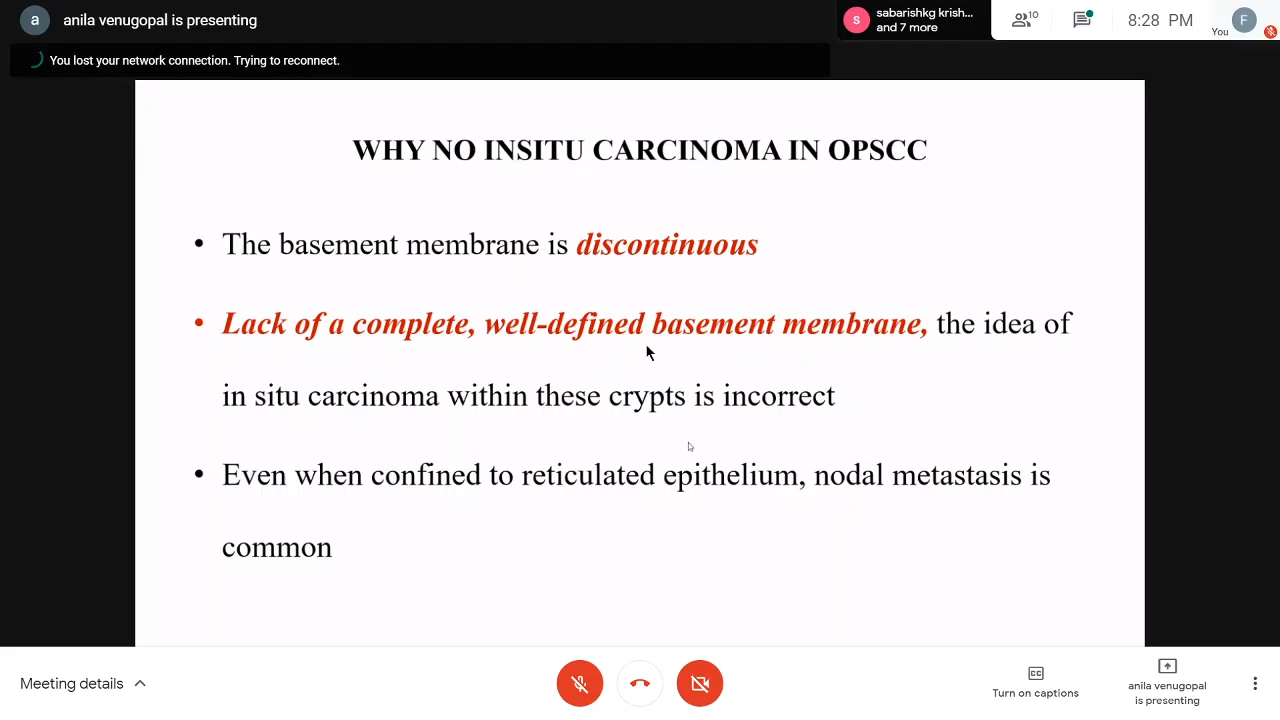 a anila venugopal is presenting
s sabarishkg krish...
and 7 more
10
8:28 PM
You
F
You lost your network connection. Trying to reconnect.
WHY NO INSITU CARCINOMA IN OPSCC
• The basement membrane is discontinuous
• Lack of a complete, well-defined basement membrane, the idea of
in situ carcinoma within these crypts is incorrect
• Even when confined to reticulated epithelium, nodal metastasis is
common
Meeting details
CC
Turn on captions
anila venugopal
is presenting